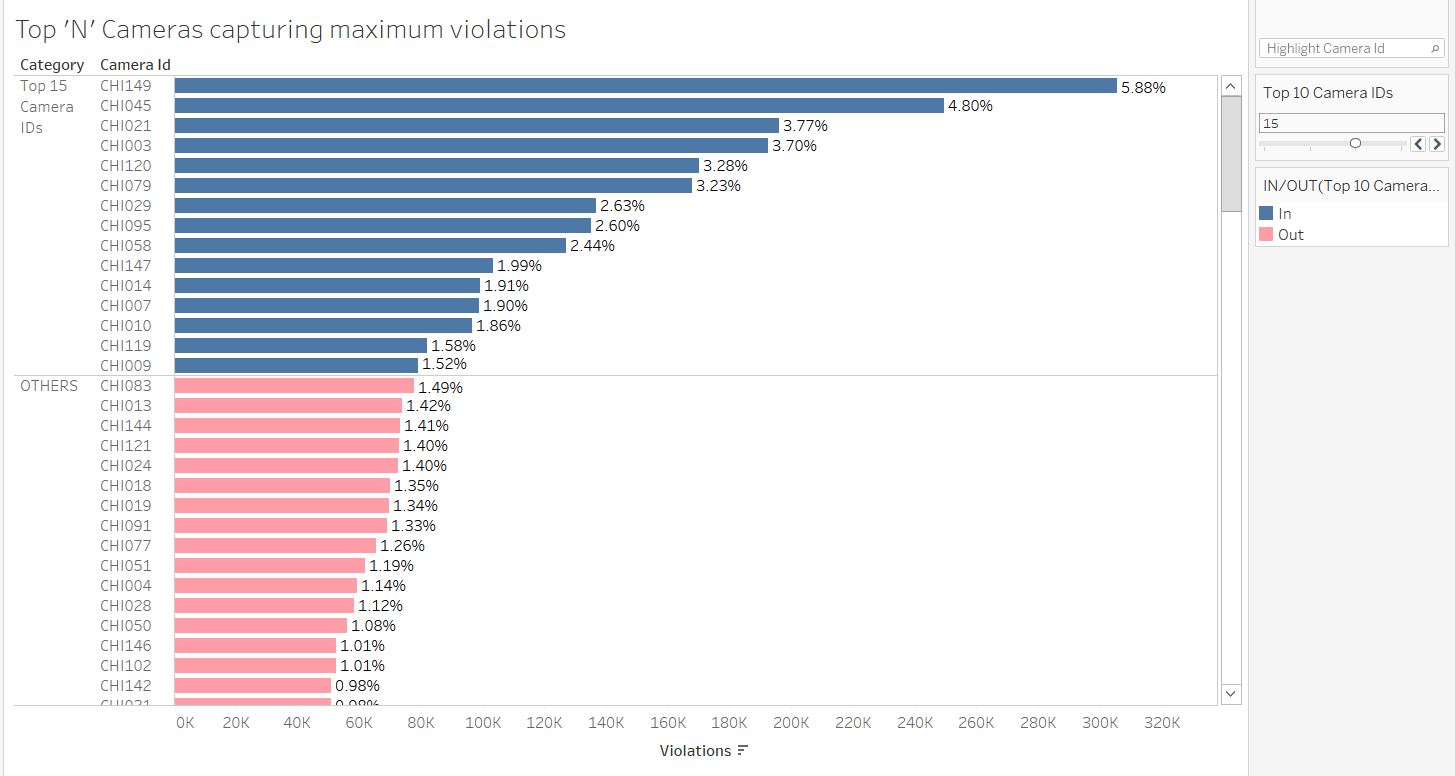 Top 'N' Cameras capturing maximum violations
Category Camera Id
Top 15 Camera IDs
CHI149 5.88%
CHI045 4.80%
CHI021 3.77%
CHI003 3.70%
CHI120 3.28%
CHI079 3.23%
CHI029 2.63%
CHI095 2.60%
CHI058 2.44%
CHI147 1.99%
CHI014 1.91%
CHI007 1.90%
CHI010 1.86%
CHI119 1.58%
CHI009 1.52%
OTHERS
CHI083 1.49%
CHI013 1.42%
CHI144 1.41%
CHI121 1.40%
CHI024 1.40%
CHI018 1.35%
CHI019 1.34%
CHI091 1.33%
CHI077 1.26%
CHI051 1.19%
CHI004 1.14%
CHI028 1.12%
CHI050 1.08%
CHI146 1.01%
CHI102 1.01%
CHI142 0.98%
0K 20K 40K 60K 80K 100K 120K 140K 160K 180K 200K 220K 240K 260K 280K 300K 320K
Violations
Highlight Camera Id
Top 10 Camera IDs
15
IN/OUT(Top 10 Camera...
In
Out